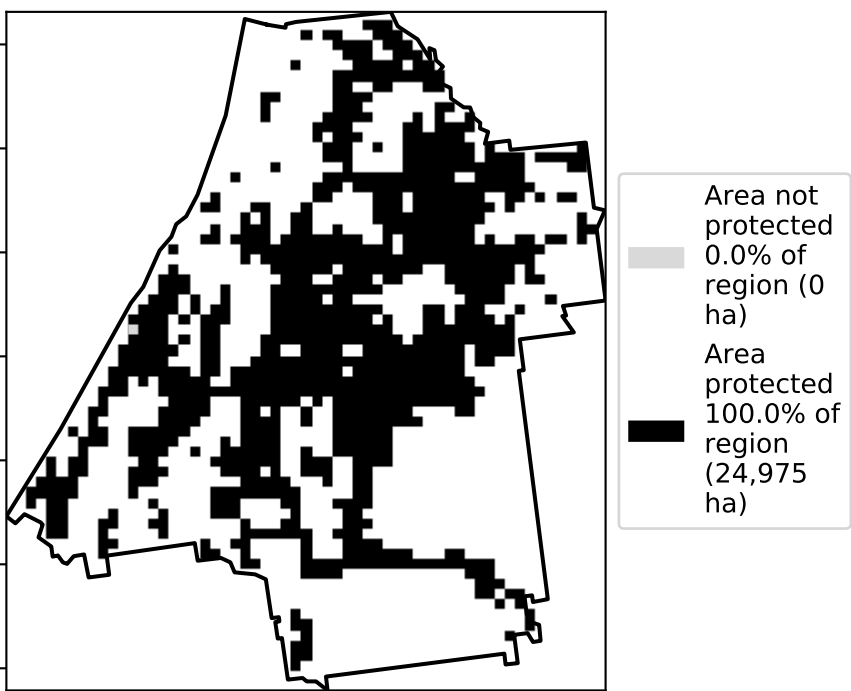 Area not
protected
0.0% of
region (0
ha)
Area
protected
100.0% of
region
(24,975
ha)